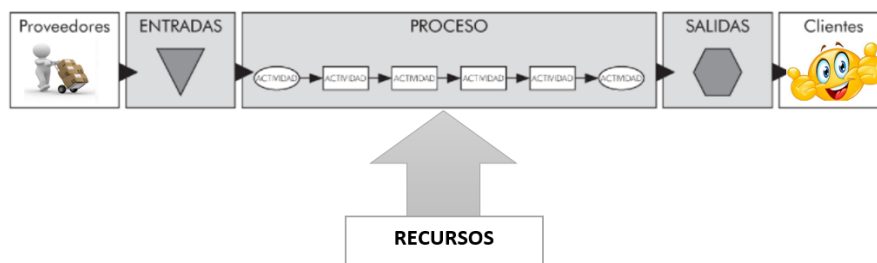 Proveedores
ENTRADAS
PROCESO
SALIDAS
Clientes
ACTIVIDAD
ACTIVIDAD
ACTIVIDAD
ACTIVIDAD
ACTIVIDAD
ACTIVIDAD
RECURSOS